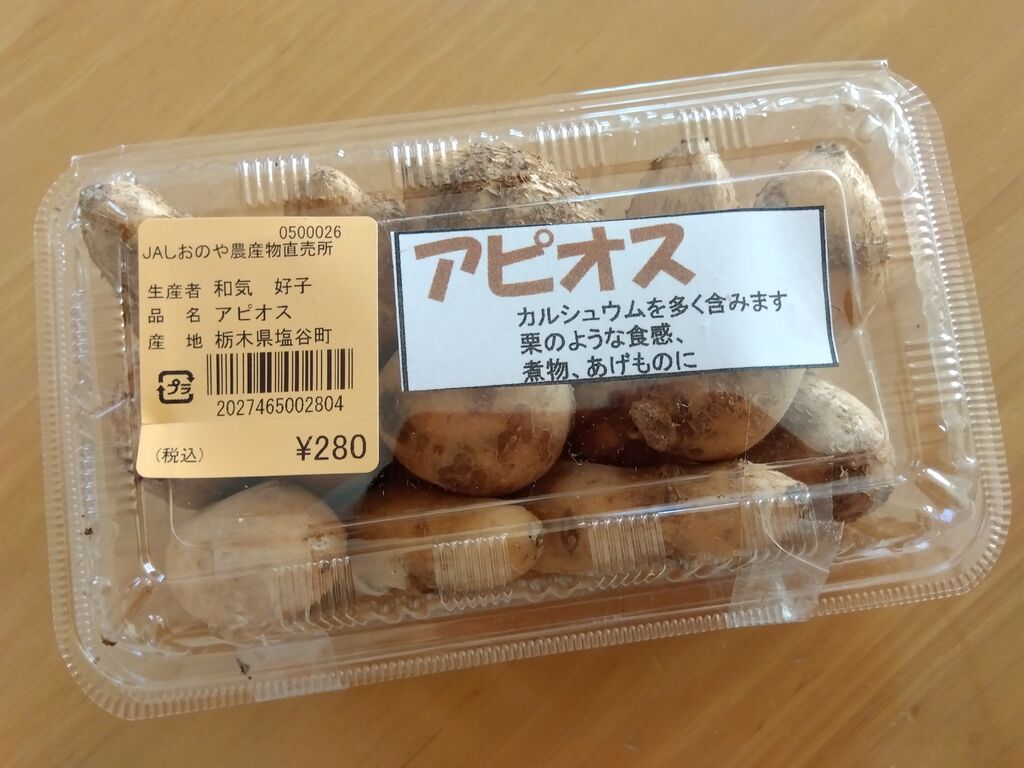 0500026
JAしおのや農産物直売所
生産者 和気 好子
品 名 アピオス
産 地 栃木県塩谷町
プラ
2027465002804
(税込) ¥280
アピオス
カルシュウムを多く含みます
栗のような食感、
煮物、あげものに